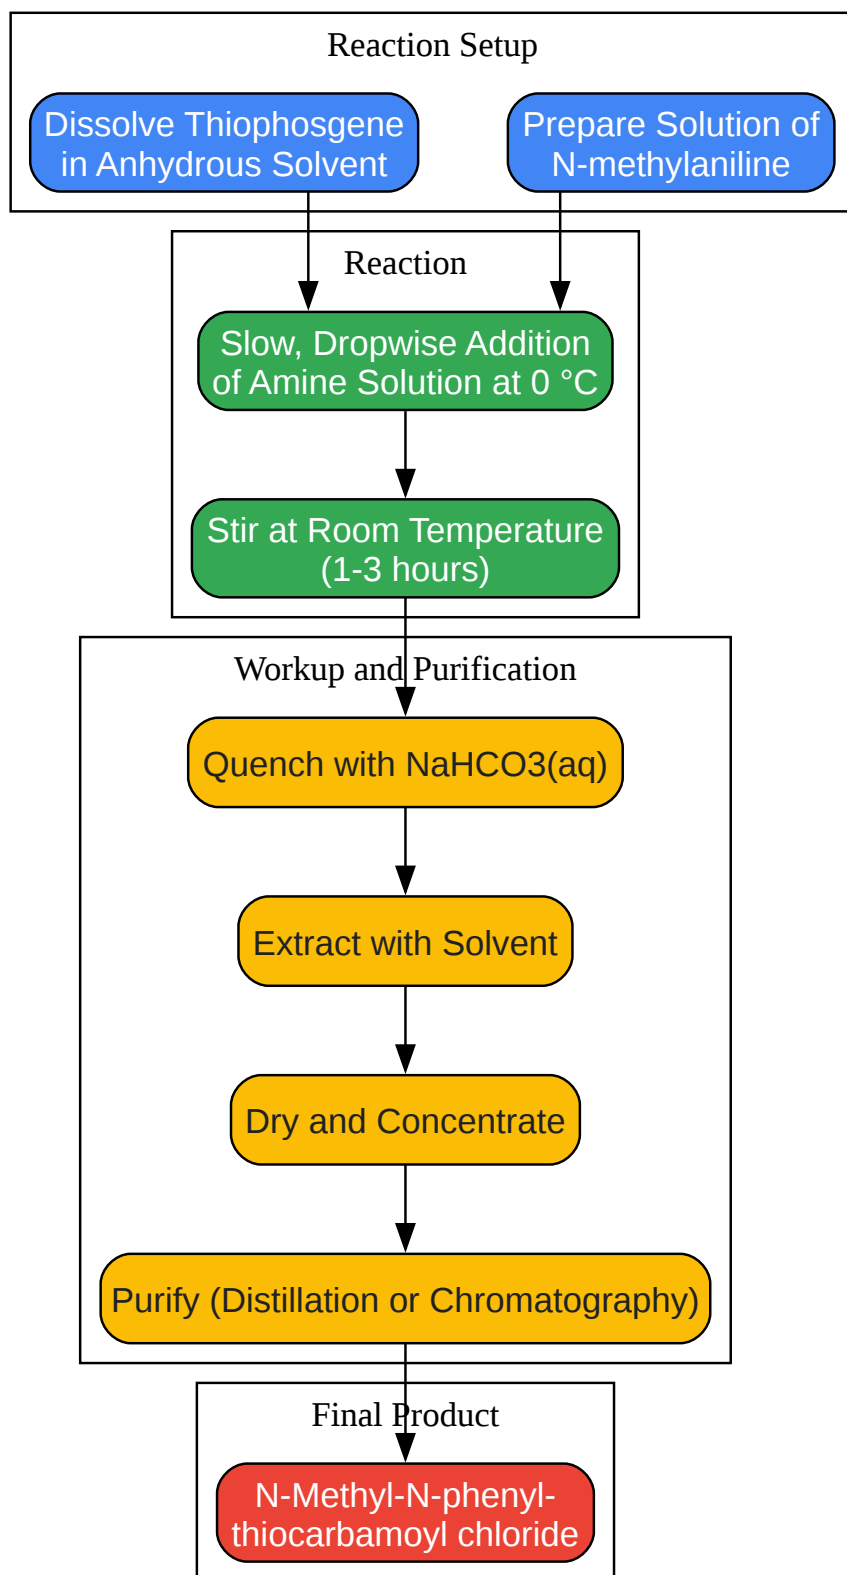 Reaction Setup
Dissolve Thiophosgene
in Anhydrous Solvent
Prepare Solution of
N-methylaniline
Reaction
Slow, Dropwise Addition
of Amine Solution at 0 °C
Stir at Room Temperature
(1-3 hours)
Workup and Purification
Quench with NaHCO3(aq)
Extract with Solvent
Dry and Concentrate
Purify (Distillation or Chromatography)
Final Product
N-Methyl-N-phenyl-
thiocarbamoyl chloride